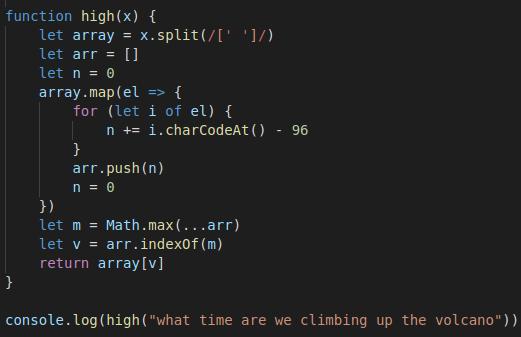 function high(x) {
    let array = x.split(/[' ']/)
    let arr = []
    let n = 0
    array.map(el => {
        for (let i of el) {
            n += i.charCodeAt() - 96
        }
        arr.push(n)
        n = 0
    })
    let m = Math.max(...arr)
    let v = arr.indexOf(m)
    return array[v]
}

console.log(high("what time are we climbing up the volcano"))